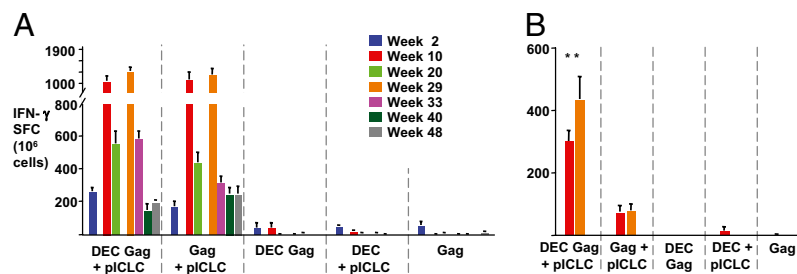 A
1900
1000
800
600
400
200
IFN-γ
SFC
(10⁶
cells)
Week 2
Week 10
Week 20
Week 29
Week 33
Week 40
Week 48
DEC Gag
+ pICLC
Gag
+ pICLC
DEC Gag
DEC
+ pICLC
Gag
B
600
400
200
* *
DEC Gag
+ pICLC
Gag +
pICLC
DEC
Gag
DEC +
pICLC
Gag